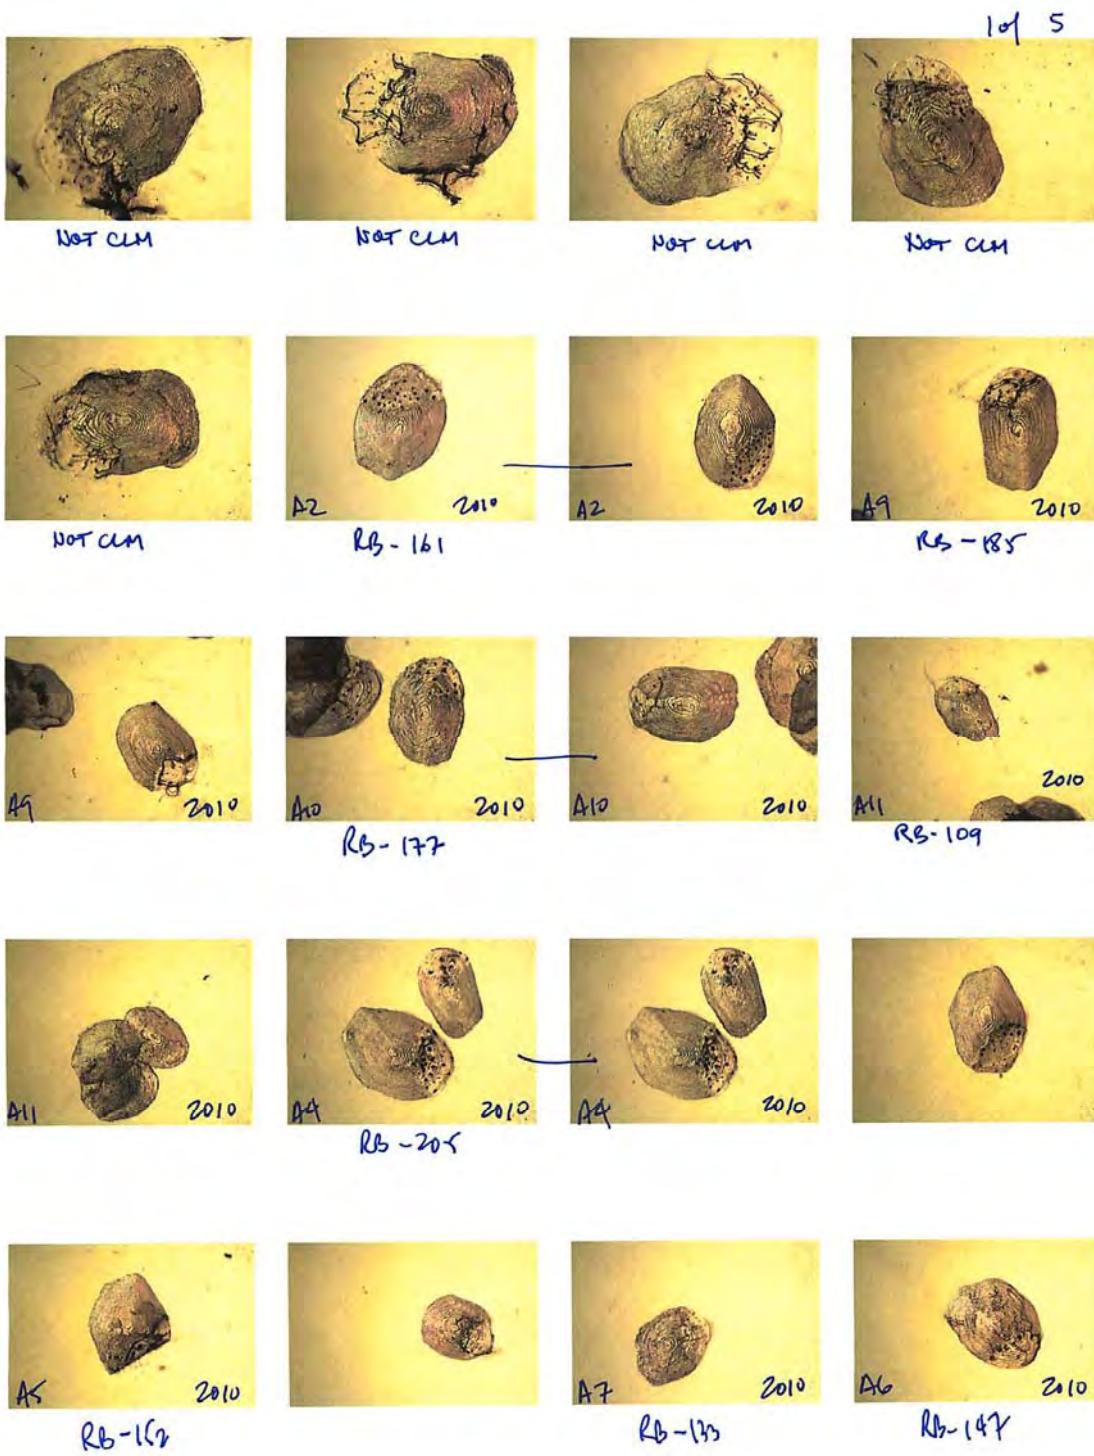 1 of 5
NOT CLM
NOT CLM
NOT CLM
NOT CLM
NOT CLM
A2 2010
RB-161
A2 2010
A9 2010
RB-185
A9 2010
A10 2010
RB-177
A10 2010
A11 2010
RB-109
A11 2010
A4 2010
RB-205
A4 2010
A5 2010
RB-152
A7 2010
RB-133
A6 2010
RB-147